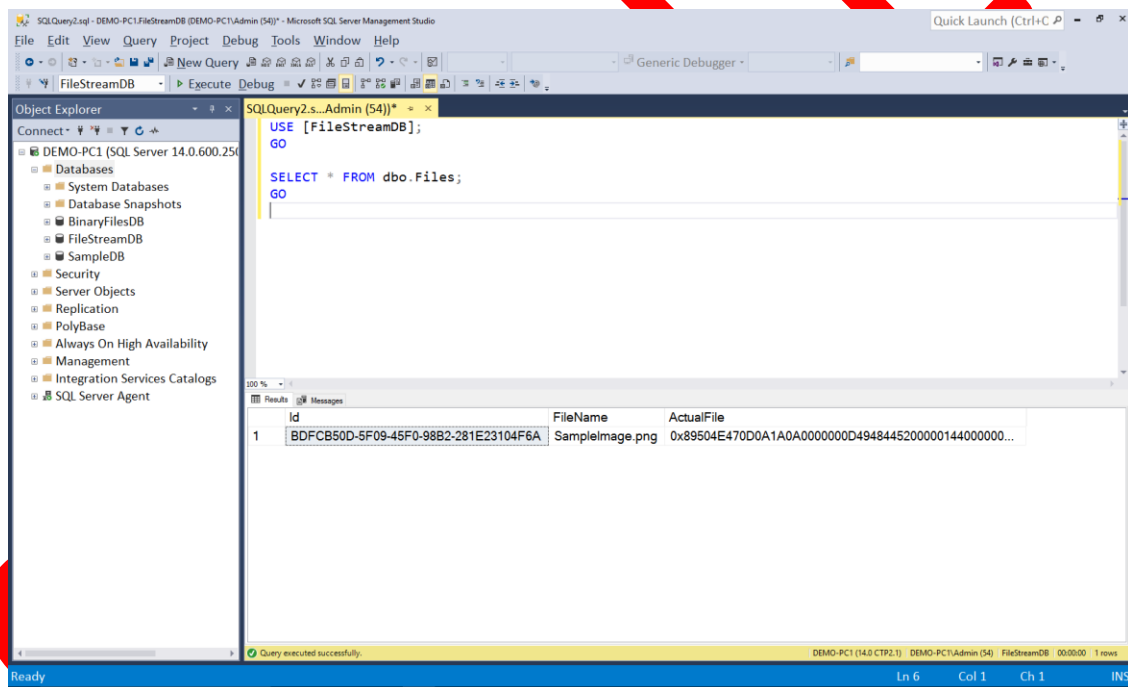 SQLQuery2.sql - DEMO-PC1.FileStreamDB (DEMO-PC1\Admin (54))* - Microsoft SQL Server Management Studio
Quick Launch (Ctrl+C
File Edit View Query Project Debug Tools Window Help
New Query
Generic Debugger
FileStreamDB Execute Debug
Object Explorer
Connect
DEMO-PC1 (SQL Server 14.0.600.250
Databases
System Databases
Database Snapshots
BinaryFilesDB
FileStreamDB
SampleDB
Security
Server Objects
Replication
PolyBase
Always On High Availability
Management
Integration Services Catalogs
SQL Server Agent
SQLQuery2.s...Admin (54))*
USE [FileStreamDB];
GO
SELECT * FROM dbo.Files;
GO
100 %
Results Messages
Id FileName ActualFile
1 BDFCB50D-5F09-45F0-98B2-281E23104F6A SampleImage.png 0x89504E470D0A1A0A0000000D4948445200000144000000...
Query executed successfully.
DEMO-PC1 (14.0 CTP2.1) DEMO-PC1\Admin (54) FileStreamDB 00:00:00 1 rows
Ready Ln 6 Col 1 Ch 1 INS